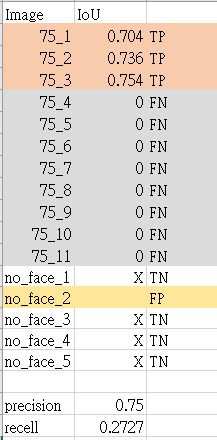 Image IoU
75_1 0.704 TP
75_2 0.736 TP
75_3 0.754 TP
75_4 0 FN
75_5 0 FN
75_6 0 FN
75_7 0 FN
75_8 0 FN
75_9 0 FN
75_10 0 FN
75_11 0 FN
no_face_1 X TN
no_face_2 FP
no_face_3 X TN
no_face_4 X TN
no_face_5 X TN
precision 0.75
recell 0.2727